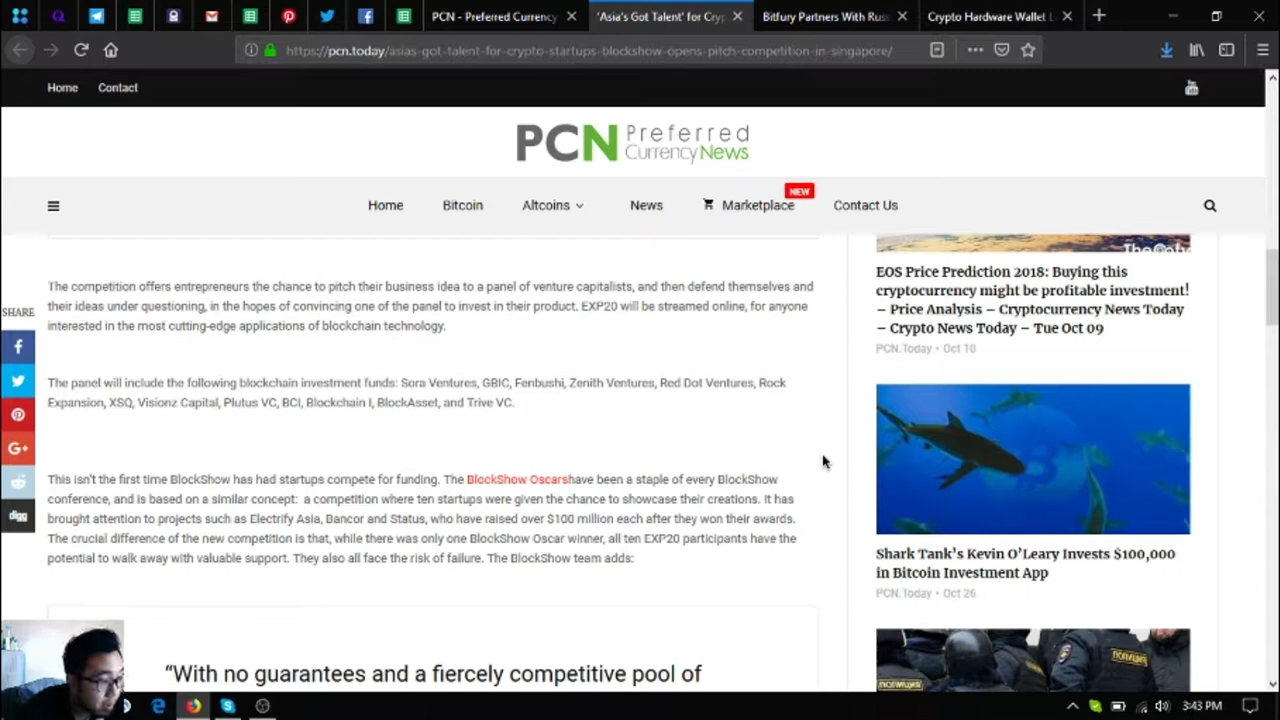 PCN - Preferred Currency
'Asia's Got Talent' for Cryp
Bitfury Partners With Rus
Crypto Hardware Wallet L
https://pcn.today/asias-got-talent-for-crypto-startups-blockshow-opens-pitch-competition-in-singapore/
Home Contact
PCN Preferred
Currency News
NEW
Home Bitcoin Altcoins News Marketplace Contact Us
SHARE
The competition offers entrepreneurs the chance to pitch their business idea to a panel of venture capitalists, and then defend themselves and
their ideas under questioning, in the hopes of convincing one of the panel to invest in their product. EXP20 will be streamed online, for anyone
interested in the most cutting-edge applications of blockchain technology.
The panel will include the following blockchain investment funds: Sora Ventures, GBIC, Fenbushi, Zenith Ventures, Red Dot Ventures, Rock
Expansion, XSQ, Visionz Capital, Plutus VC, BCI, Blockchain I, BlockAsset, and Trive VC.
This isn't the first time BlockShow has had startups compete for funding. The BlockShow Oscarshave been a staple of every BlockShow
conference, and is based on a similar concept: a competition where ten startups were given the chance to showcase their creations. It has
brought attention to projects such as Electrify Asia, Bancor and Status, who have raised over $100 million each after they won their awards.
The crucial difference of the new competition is that, while there was only one BlockShow Oscar winner, all ten EXP20 participants have the
potential to walk away with valuable support. They also all face the risk of failure. The BlockShow team adds:
"With no guarantees and a fiercely competitive pool of
digg
EOS Price Prediction 2018: Buying this
cryptocurrency might be profitable investment!
– Price Analysis – Cryptocurrency News Today
– Crypto News Today – Tue Oct 09
PCN.Today • Oct 10
Shark Tank's Kevin O'Leary Invests $100,000
in Bitcoin Investment App
PCN.Today • Oct 26
ПОЛИЦИЯ
3:43 PM